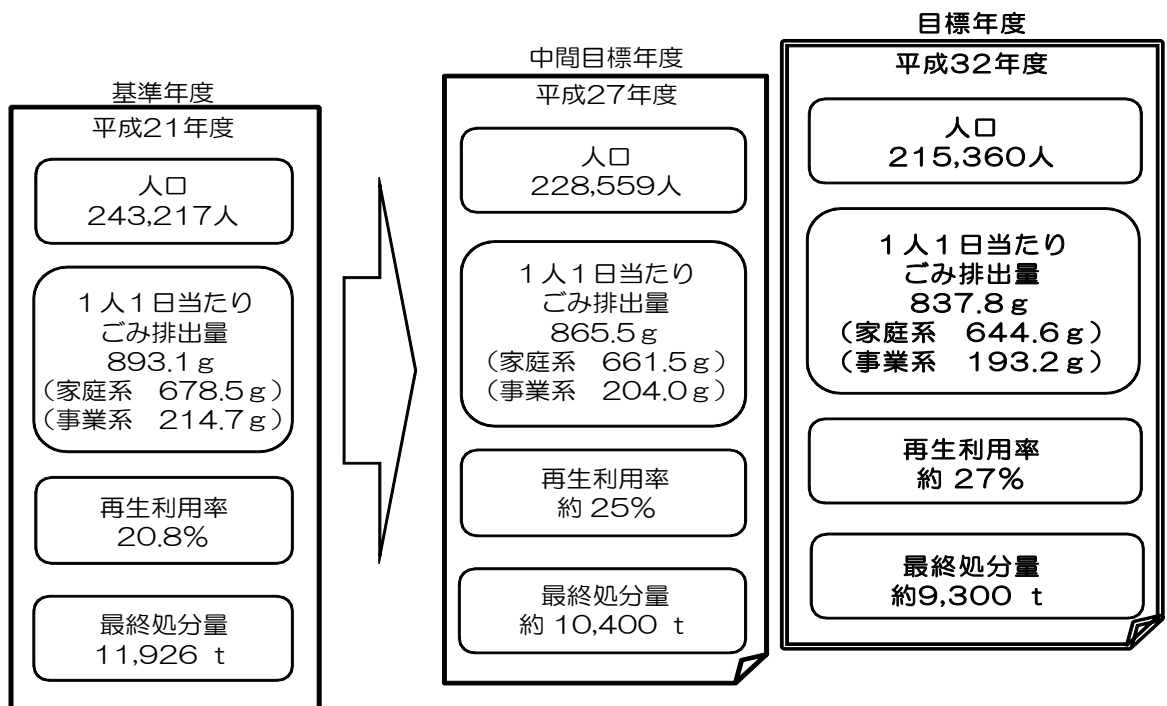 基準年度
平成21年度
人口
243,217人
１人１日当たり
ごみ排出量
893.1ｇ
（家庭系　678.5ｇ）
（事業系　214.7ｇ）
再生利用率
20.8%
最終処分量
11,926 ｔ
中間目標年度
平成27年度
人口
228,559人
１人１日当たり
ごみ排出量
865.5ｇ
（家庭系　661.5ｇ）
（事業系　204.0ｇ）
再生利用率
約 25%
最終処分量
約 10,400 ｔ
目標年度
平成32年度
人口
215,360人
１人１日当たり
ごみ排出量
837.8ｇ
（家庭系　644.6ｇ）
（事業系　193.2ｇ）
再生利用率
約 27%
最終処分量
約9,300 ｔ